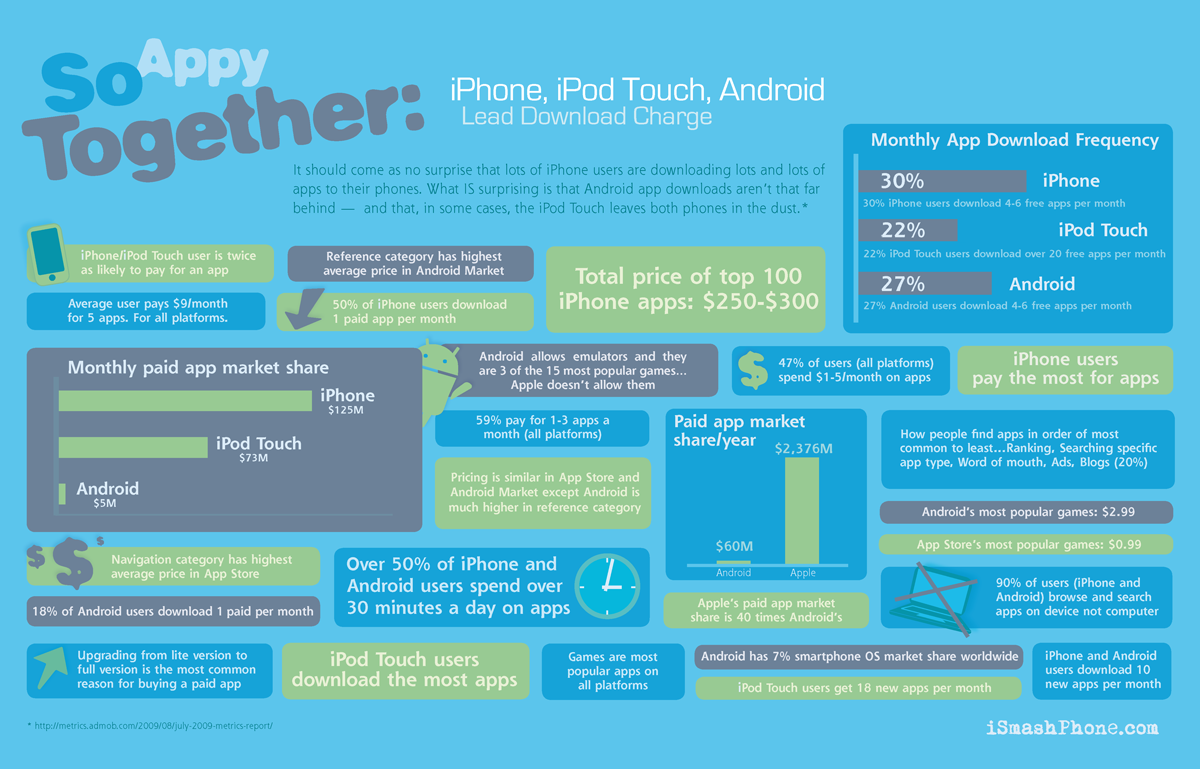 So Appy
Together:
iPhone, iPod Touch, Android
Lead Download Charge
It should come as no surprise that lots of iPhone users are downloading lots and lots of
apps to their phones. What IS surprising is that Android app downloads aren't that far
behind — and that, in some cases, the iPod Touch leaves both phones in the dust.*
Monthly App Download Frequency
30% iPhone
30% iPhone users download 4-6 free apps per month
22% iPod Touch
22% iPod Touch users download over 20 free apps per month
27% Android
27% Android users download 4-6 free apps per month
iPhone/iPod Touch user is twice
as likely to pay for an app
Reference category has highest
average price in Android Market
Average user pays $9/month
for 5 apps. For all platforms.
50% of iPhone users download
1 paid app per month
Total price of top 100
iPhone apps: $250-$300
Monthly paid app market share
iPhone
$125M
iPod Touch
$73M
Android
$5M
Android allows emulators and they
are 3 of the 15 most popular games...
Apple doesn't allow them
$
47% of users (all platforms)
spend $1-5/month on apps
iPhone users
pay the most for apps
59% pay for 1-3 apps a
month (all platforms)
Pricing is similar in App Store and
Android Market except Android is
much higher in reference category
Paid app market
share/year
$2,376M
$60M
Android Apple
How people find apps in order of most
common to least...Ranking, Searching specific
app type, Word of mouth, Ads, Blogs (20%)
Android's most popular games: $2.99
App Store's most popular games: $0.99
$ $ $
Navigation category has highest
average price in App Store
18% of Android users download 1 paid per month
Over 50% of iPhone and
Android users spend over
30 minutes a day on apps
Apple's paid app market
share is 40 times Android's
90% of users (iPhone and
Android) browse and search
apps on device not computer
Upgrading from lite version to
full version is the most common
reason for buying a paid app
iPod Touch users
download the most apps
Games are most
popular apps on
all platforms
Android has 7% smartphone OS market share worldwide
iPod Touch users get 18 new apps per month
iPhone and Android
users download 10
new apps per month
* http://metrics.admob.com/2009/08/july-2009-metrics-report/
iSmashPhone.com